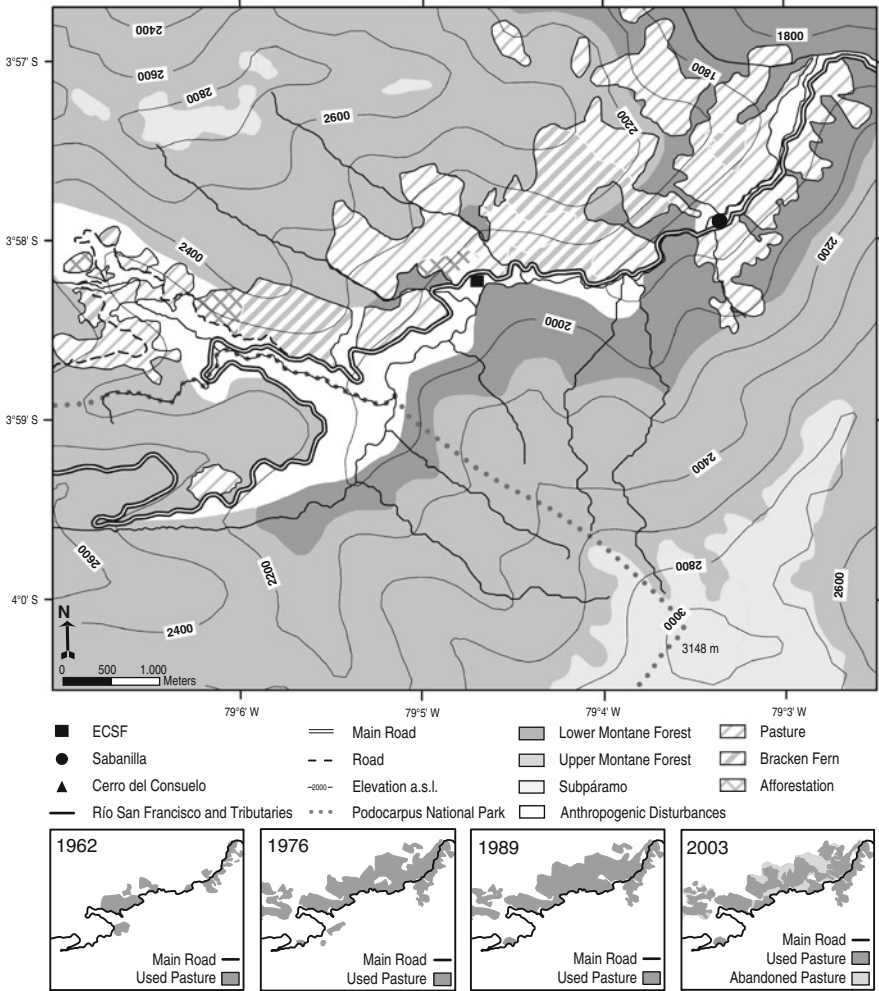 2400
1800
3°57' S
2600
1800
2800
2600
2200
3°58' S
2400
2200
2000
3°59' S
2400
2600
2200
2800
2600
4°0' S
3000
N
2400
3148 m
0 500 1.000
Meters
79°6' W 79°5' W 79°4' W 79°3' W
ECSF Main Road Lower Montane Forest Pasture
Sabanilla Road Upper Montane Forest Bracken Fern
Cerro del Consuelo -2000- Elevation a.s.l. Subpáramo Afforestation
Río San Francisco and Tributaries Podocarpus National Park Anthropogenic Disturbances
1962 1976 1989 2003
Main Road Main Road Main Road Main Road
Used Pasture Used Pasture Used Pasture Used Pasture
Abandoned Pasture